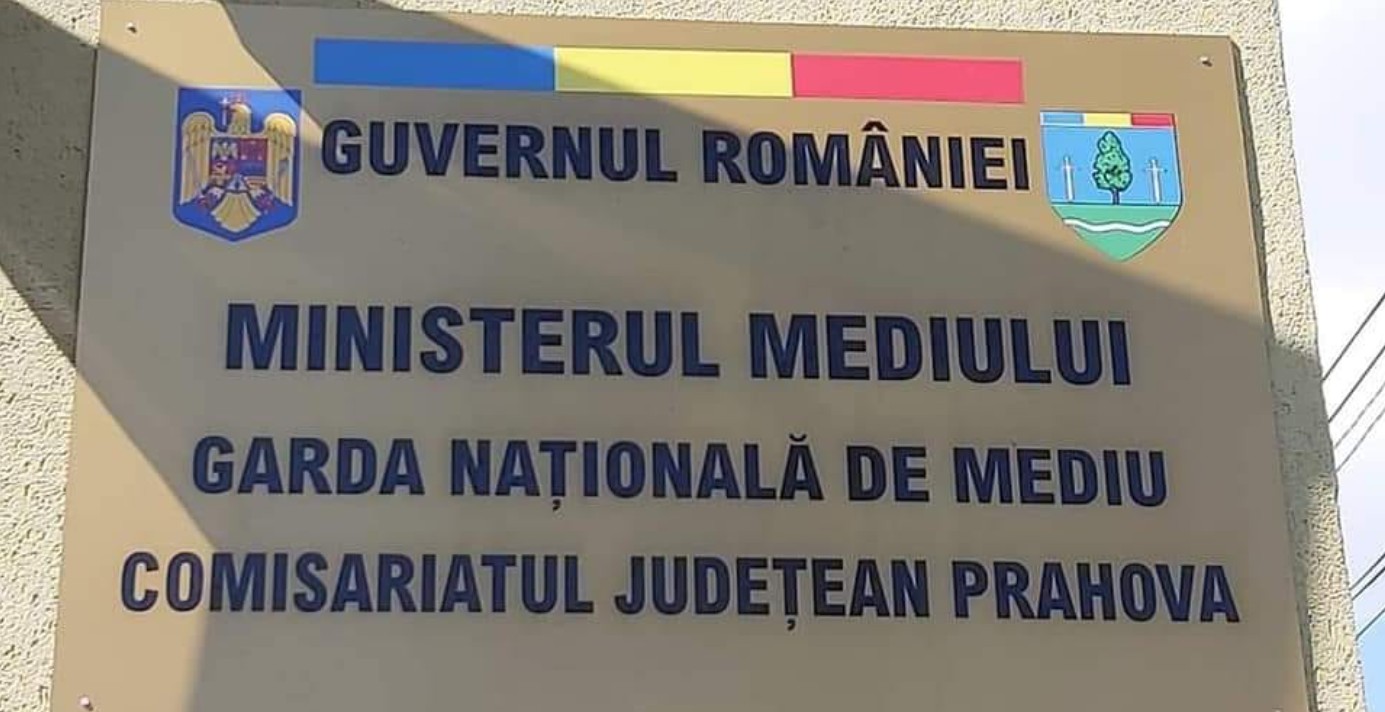 GUVERNUL ROMÂNIEI
MINISTERUL MEDIULUI
GARDA NAȚIONALĂ DE MEDIU
COMISARIATUL JUDEȚEAN PRAHOVA